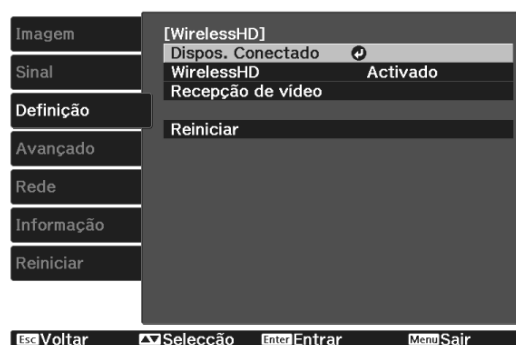 Imagem
Sinal
Definição
Avançado
Rede
Informação
Reiniciar
[WirelessHD]
Dispos. Conectado
WirelessHD Activado
Recepção de vídeo
Reiniciar
Esc Voltar Selecção Enter Entrar Menu Sair